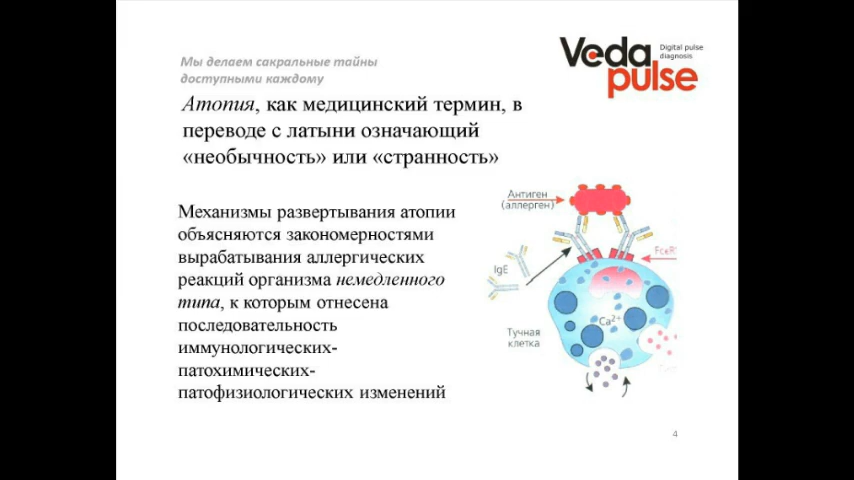 Мы делаем сакральные тайны
доступными каждому
Veda
pulse
Digital pulse
diagnosis
Атопия, как медицинский термин, в
переводе с латыни означающий
«необычность» или «странность»
Механизмы развертывания атопии
объясняются закономерностями
вырабатывания аллергических
реакций организма немедленного
типа, к которым отнесена
последовательность
иммунологических-
патохимических-
патофизиологических изменений
Антиген
(аллерген)
IgE
FcεR
Ca2+
Тучная
клетка
4